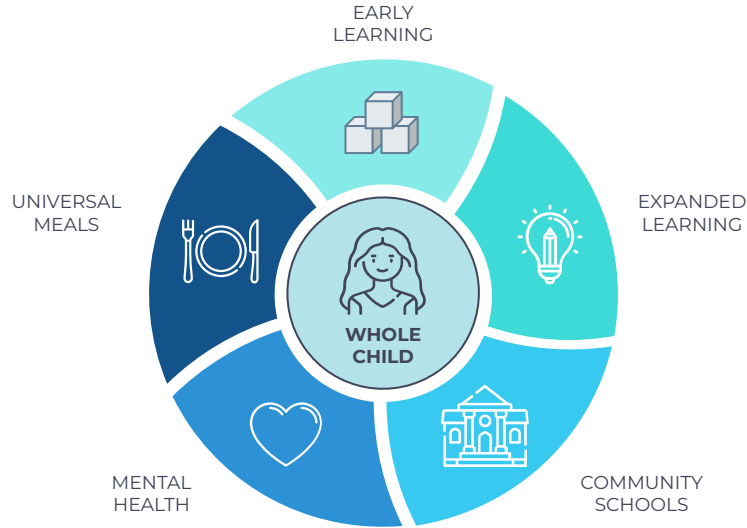 EARLY
LEARNING
UNIVERSAL
MEALS
EXPANDED
LEARNING
WHOLE
CHILD
MENTAL
HEALTH
COMMUNITY
SCHOOLS